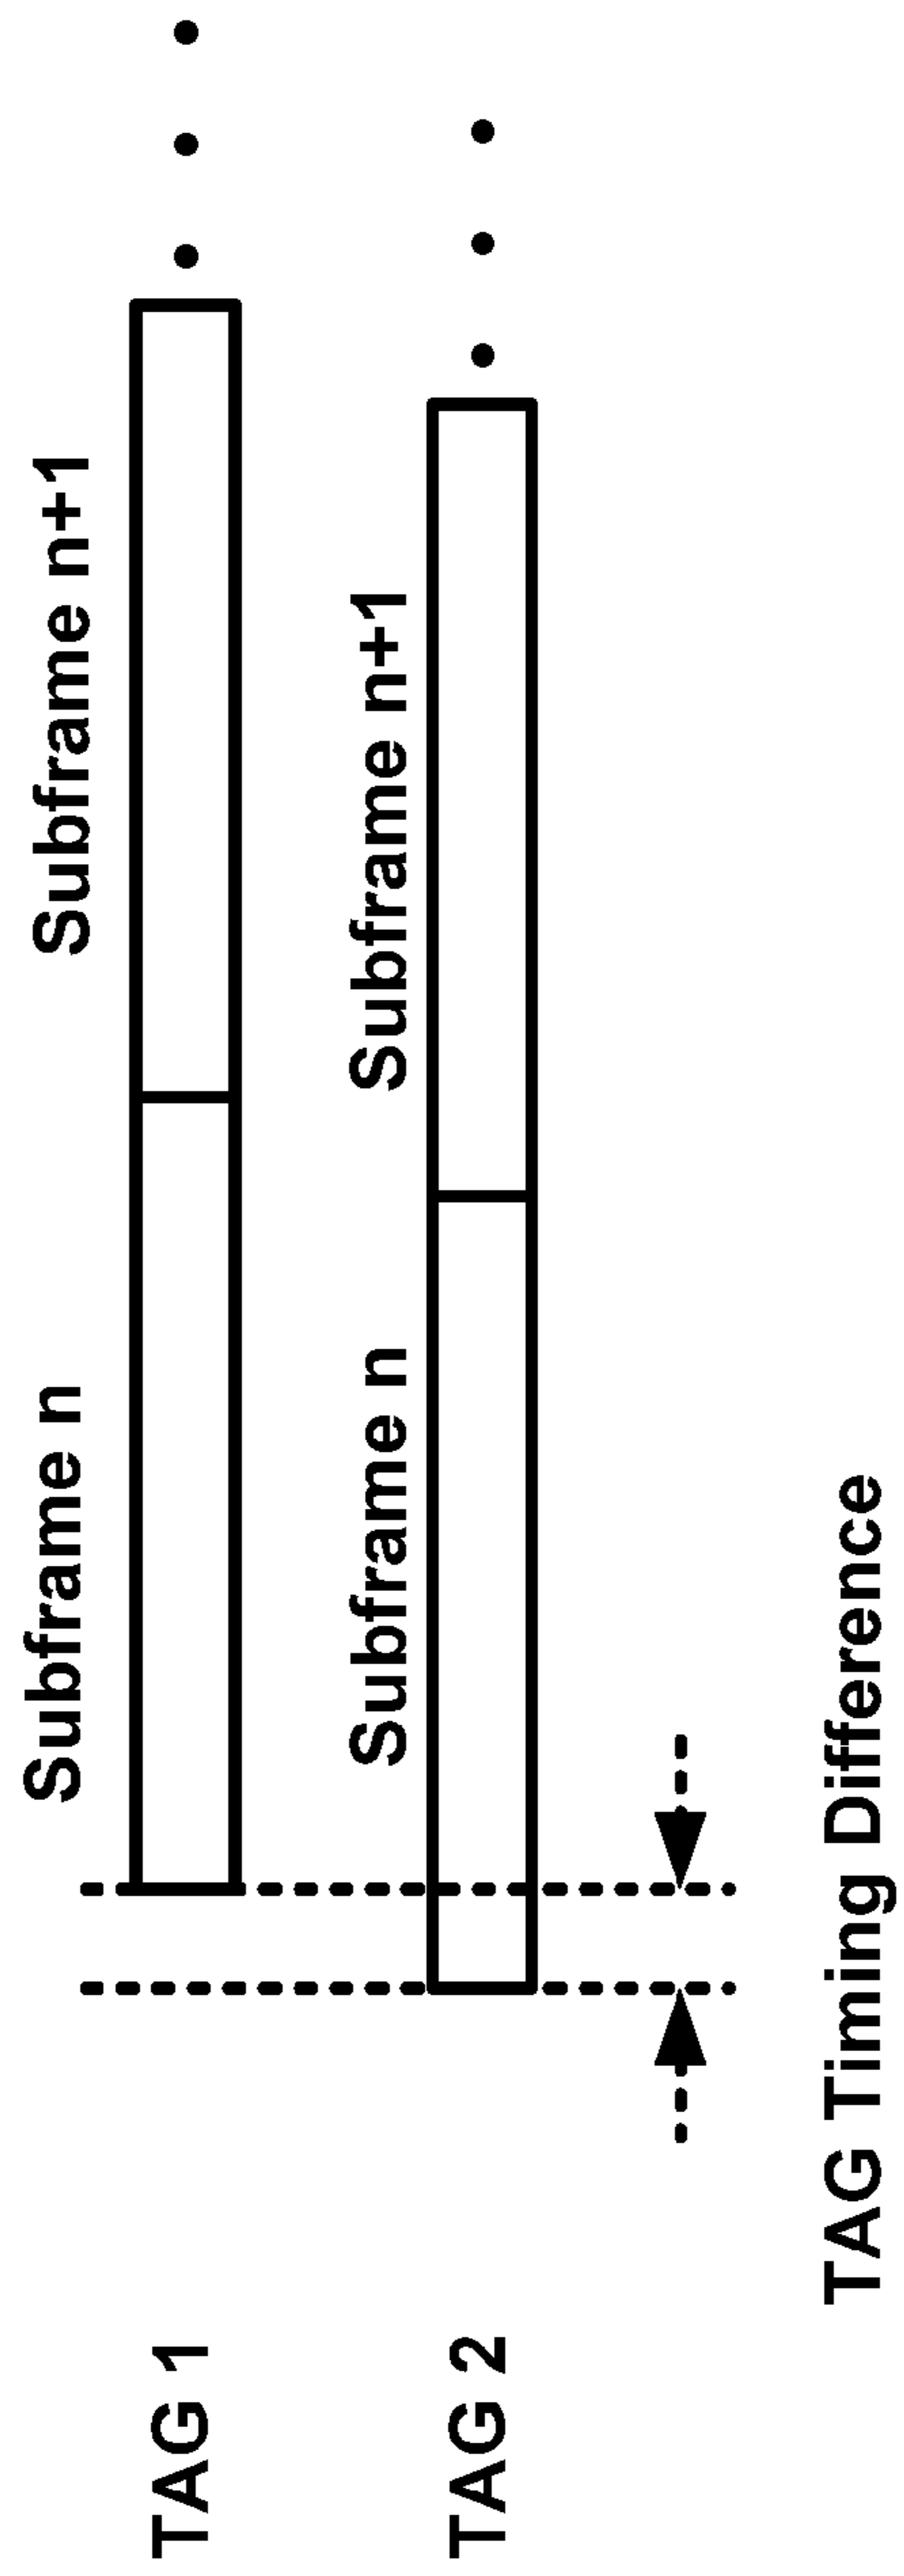 Subframe n
Subframe n+1
TAG 1
Subframe n
Subframe n+1
TAG 2
TAG Timing Difference